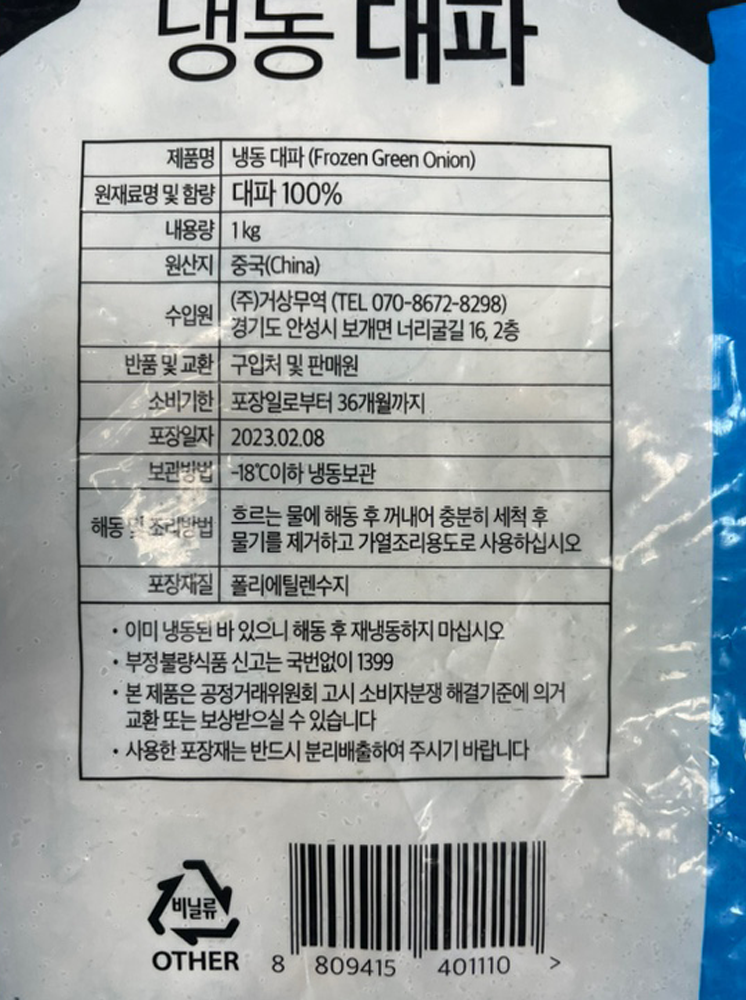 냉동 대파
제품명 냉동 대파 (Frozen Green Onion)
원재료명 및 함량 대파 100%
내용량 1 kg
원산지 중국(China)
수입원 (주)거상무역 (TEL 070-8672-8298)
경기도 안성시 보개면 너리굴길 16, 2층
반품 및 교환 구입처 및 판매원
소비기한 포장일로부터 36개월까지
포장일자 2023.02.08
보관방법 -18℃이하 냉동보관
해동 및 조리방법 흐르는 물에 해동 후 꺼내어 충분히 세척 후
물기를 제거하고 가열조리용도로 사용하십시오
포장재질 폴리에틸렌수지
• 이미 냉동된 바 있으니 해동 후 재냉동하지 마십시오
• 부정불량식품 신고는 국번없이 1399
• 본 제품은 공정거래위원회 고시 소비자분쟁 해결기준에 의거
교환 또는 보상받으실 수 있습니다
• 사용한 포장재는 반드시 분리배출하여 주시기 바랍니다
비닐류
OTHER
8 809415 401110 >